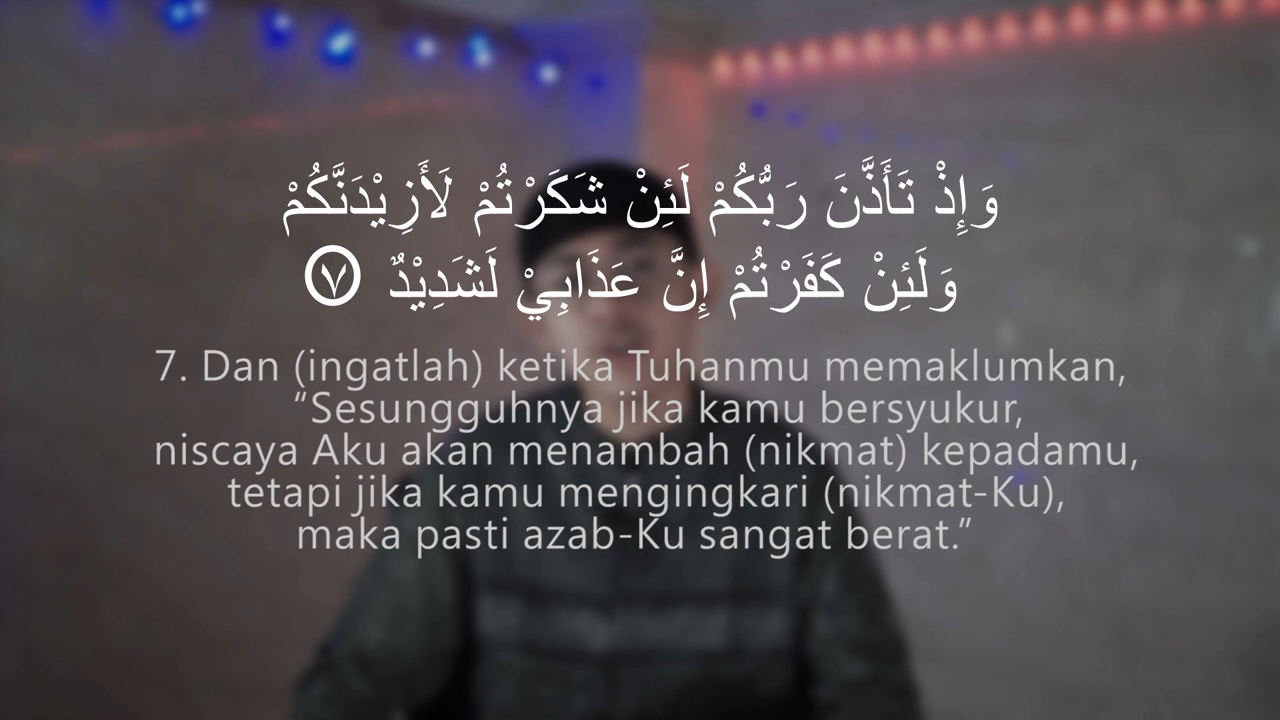 وَإِذْ تَأَذَّنَ رَبُّكُمْ لَئِنْ شَكَرْتُمْ لَأَزِيْدَنَّكُمْ
وَلَئِنْ كَفَرْتُمْ إِنَّ عَذَابِيْ لَشَدِيْدٌ ٧
7. Dan (ingatlah) ketika Tuhanmu memaklumkan,
“Sesungguhnya jika kamu bersyukur,
niscaya Aku akan menambah (nikmat) kepadamu,
tetapi jika kamu mengingkari (nikmat-Ku),
maka pasti azab-Ku sangat berat.”